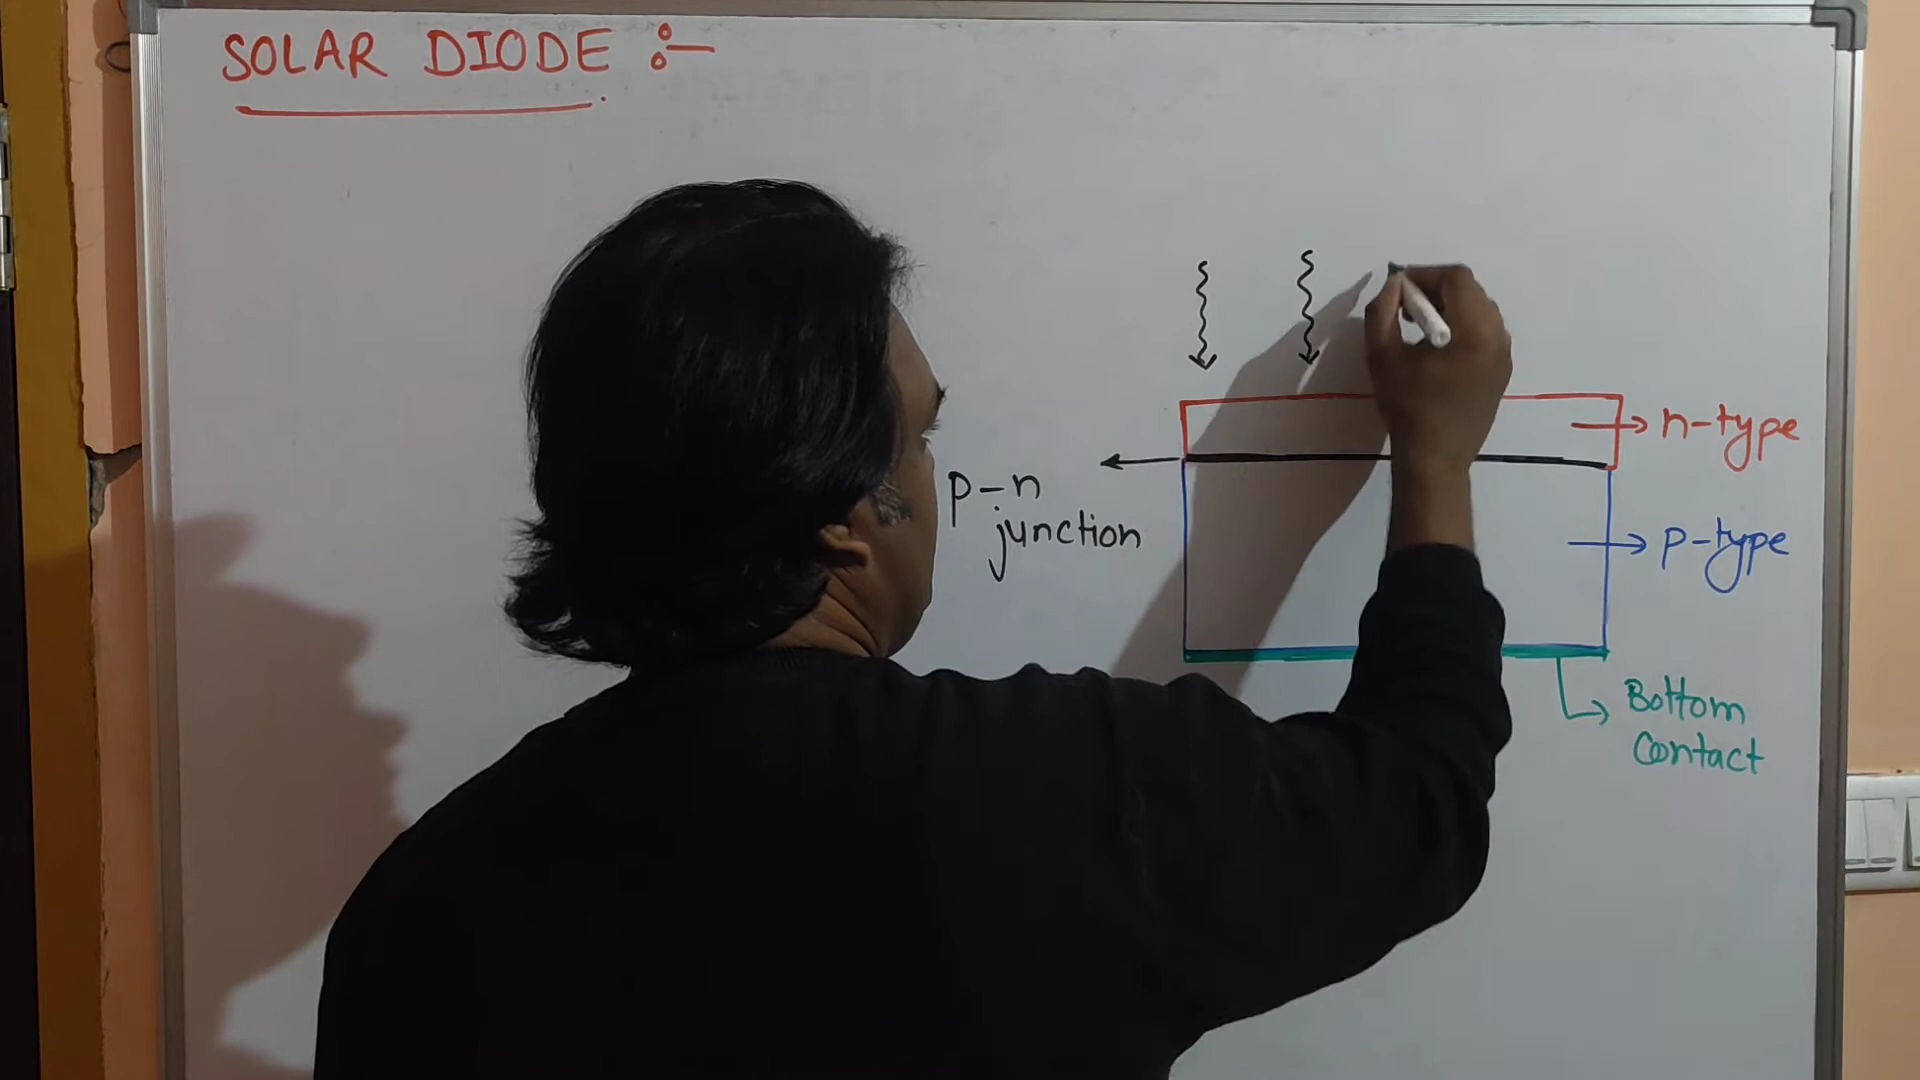 SOLAR DIODE :-
n-type
p-n
junction
p-type
Bottom
Contact